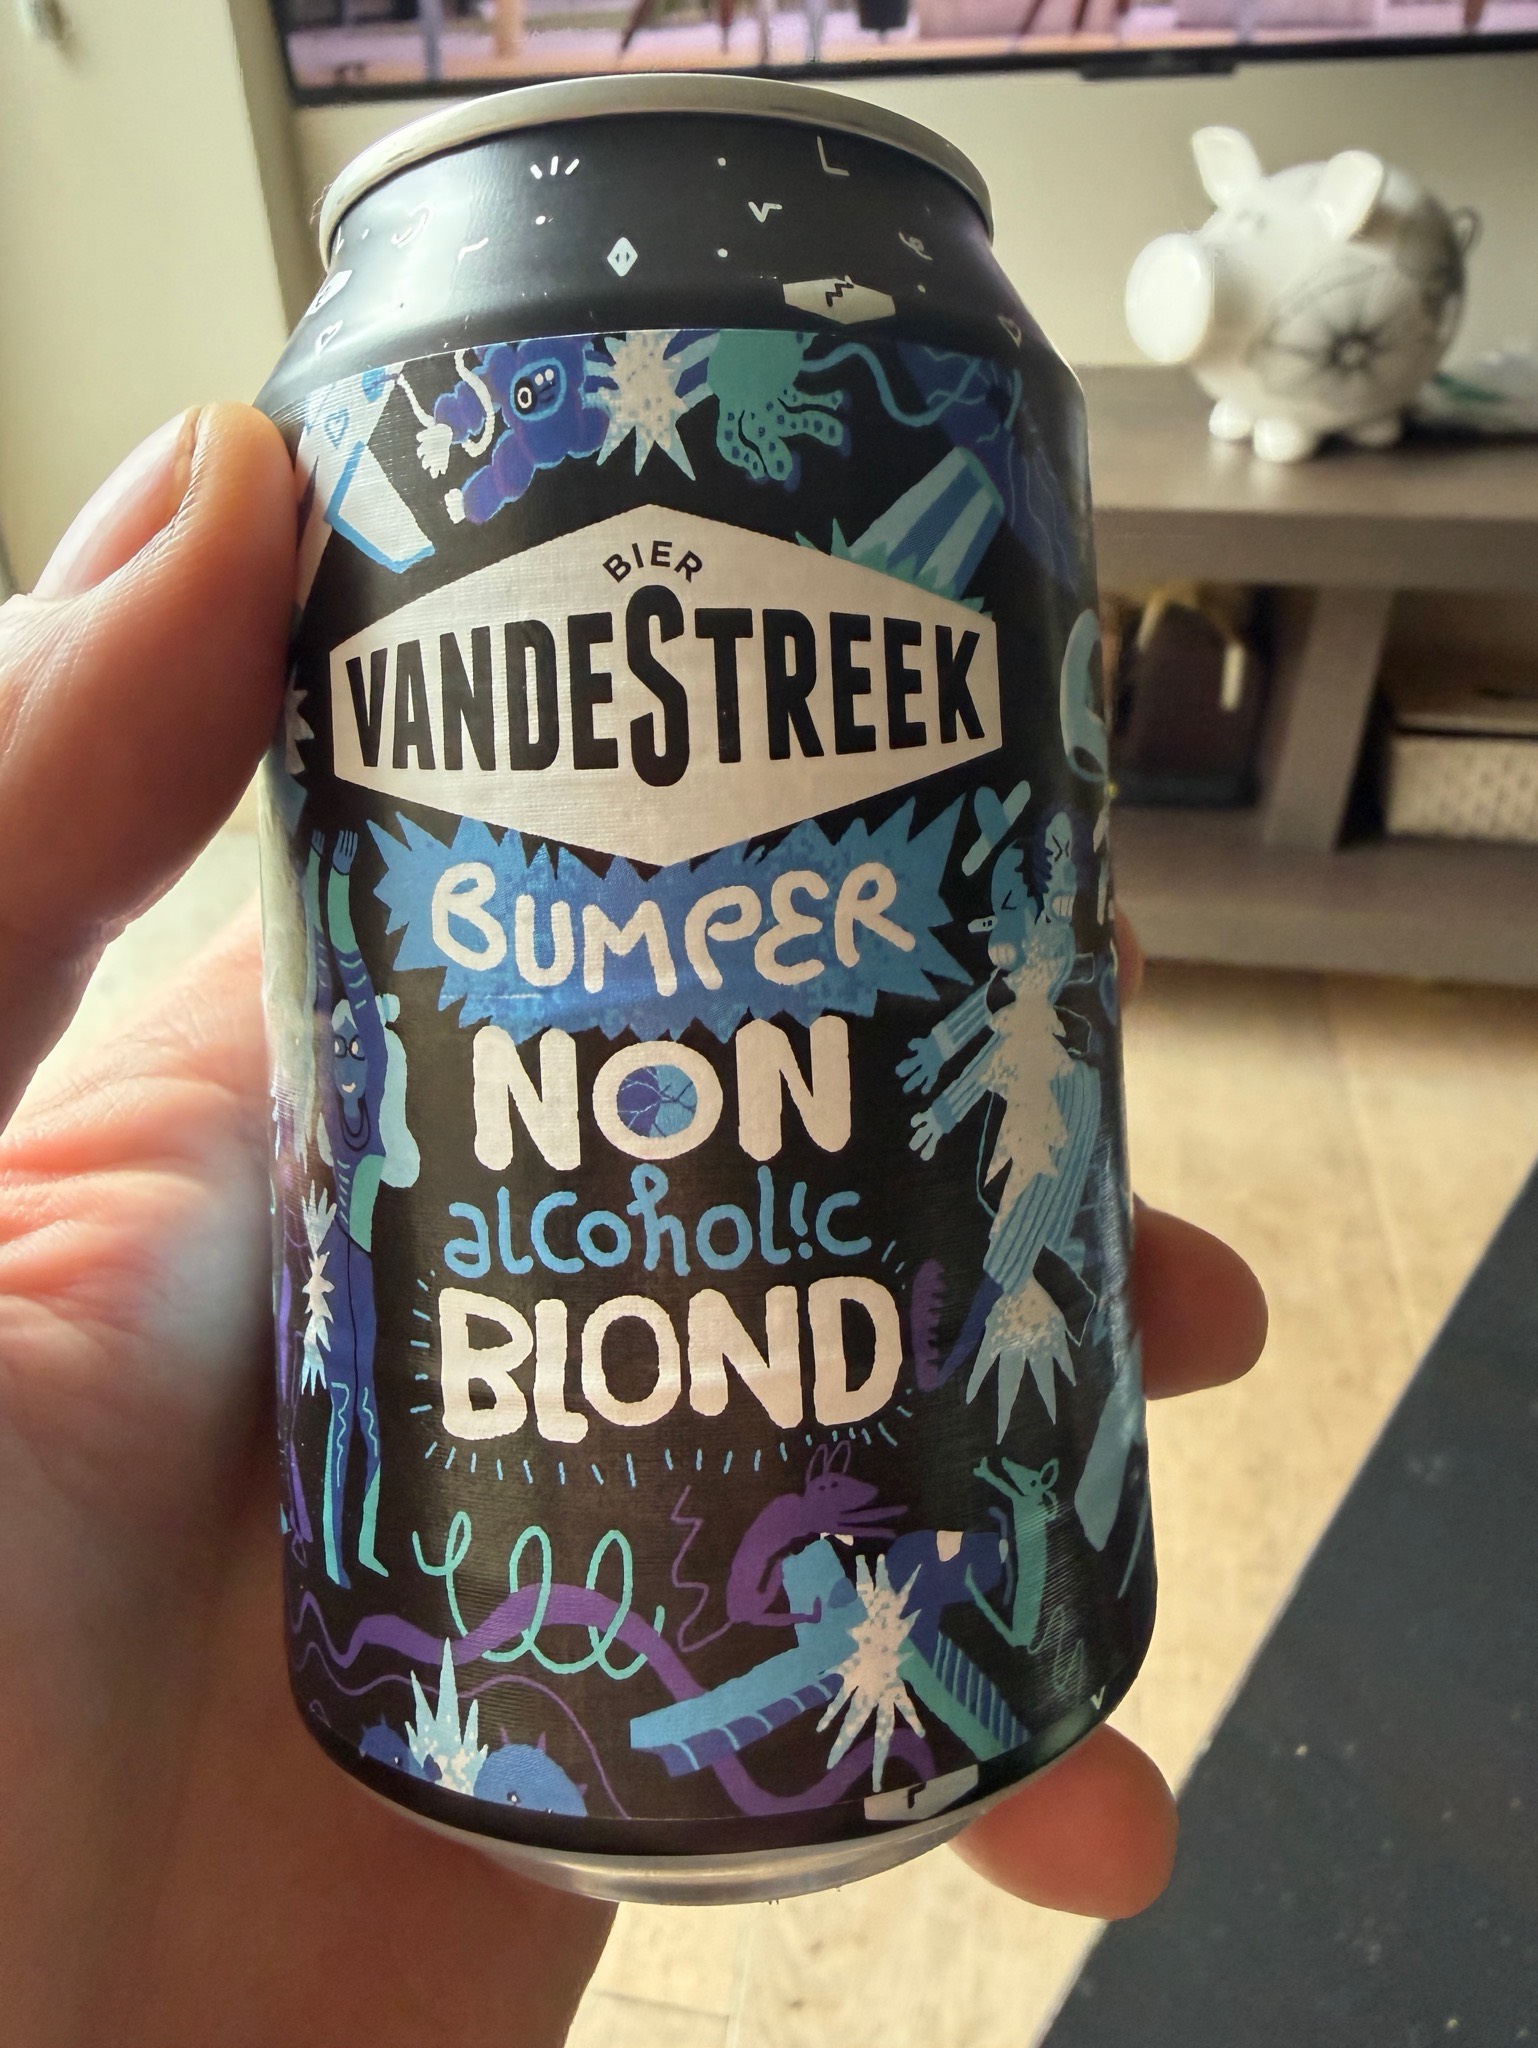 BIER
VANDESTREEK
BUMPER
NON
alcohol!c
BLOND